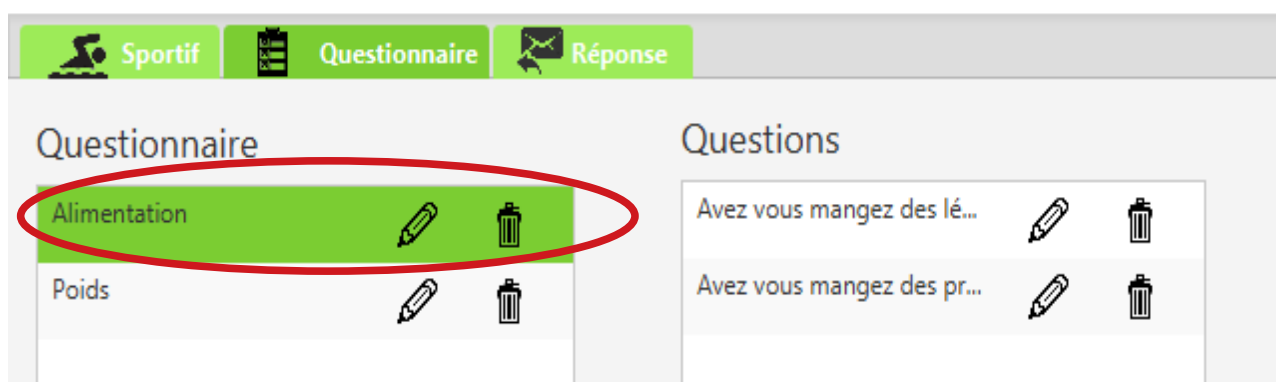 Sportif Questionnaire Réponse
Questionnaire
Alimentation
Poids
Questions
Avez vous mangez des lé...
Avez vous mangez des pr...